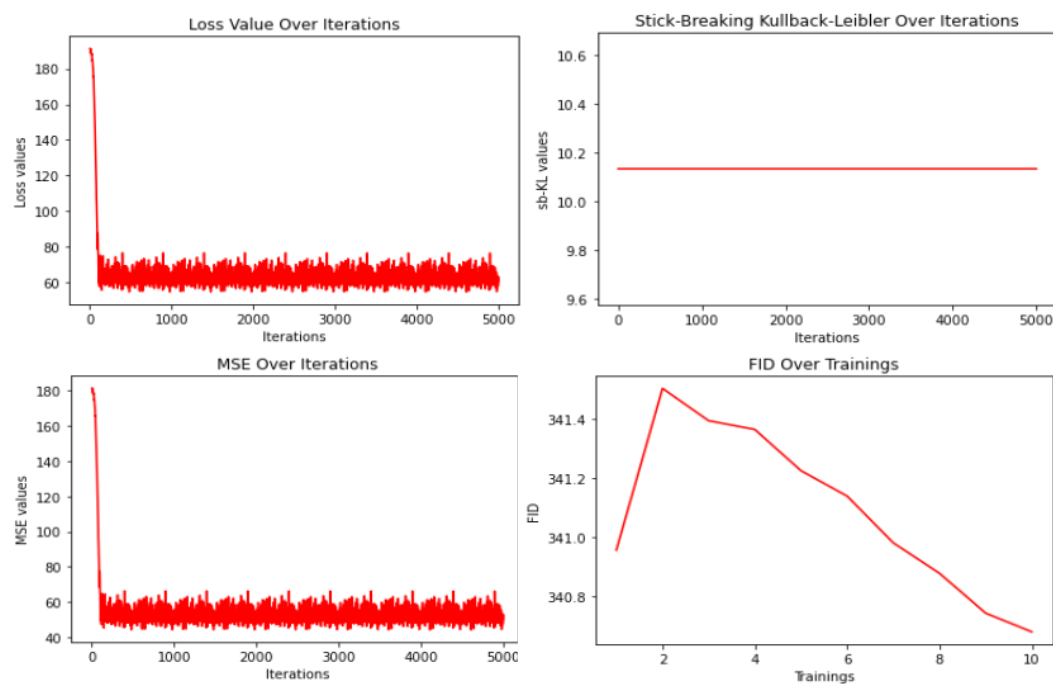 Loss Value Over Iterations
180
160
140
120
100
80
60
0 1000 2000 3000 4000 5000
Iterations
Loss values
Stick-Breaking Kullback-Leibler Over Iterations
10.6
10.4
10.2
10.0
9.8
9.6
0 1000 2000 3000 4000 5000
Iterations
sb-KL values
MSE Over Iterations
180
160
140
120
100
80
60
40
0 1000 2000 3000 4000 5000
Iterations
MSE values
FID Over Trainings
341.4
341.2
341.0
340.8
2 4 6 8 10
Trainings
FID